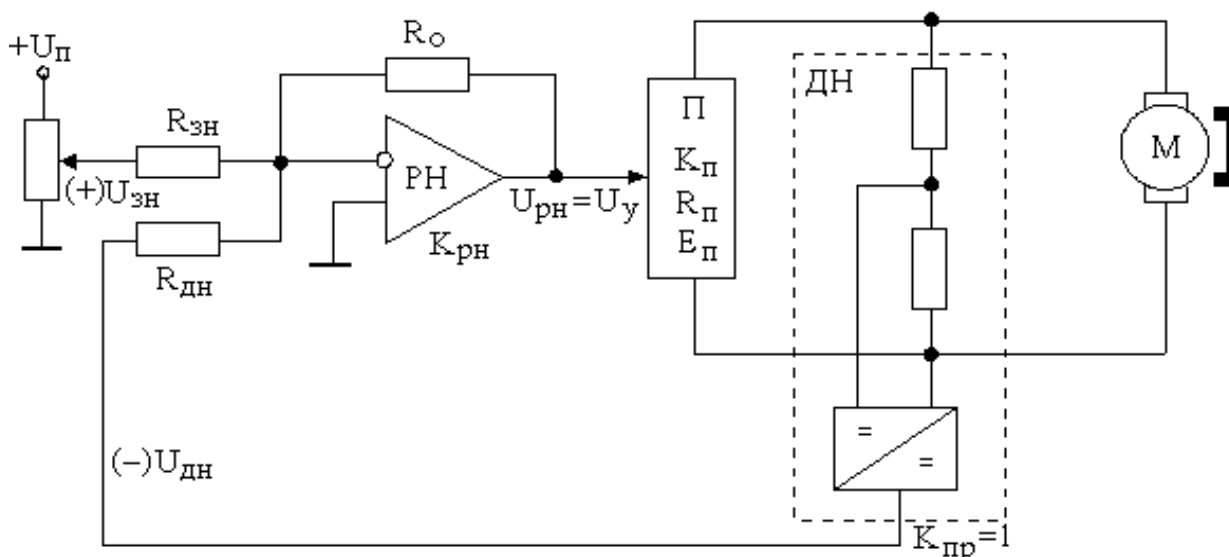 +Uп
Rо
ДН
Rзн
(+)Uзн
РН
Uрн=Uу
Kрн
Rдн
П
Kп
Rп
Eп
М
=
=
(–)Uдн
Kпр=1